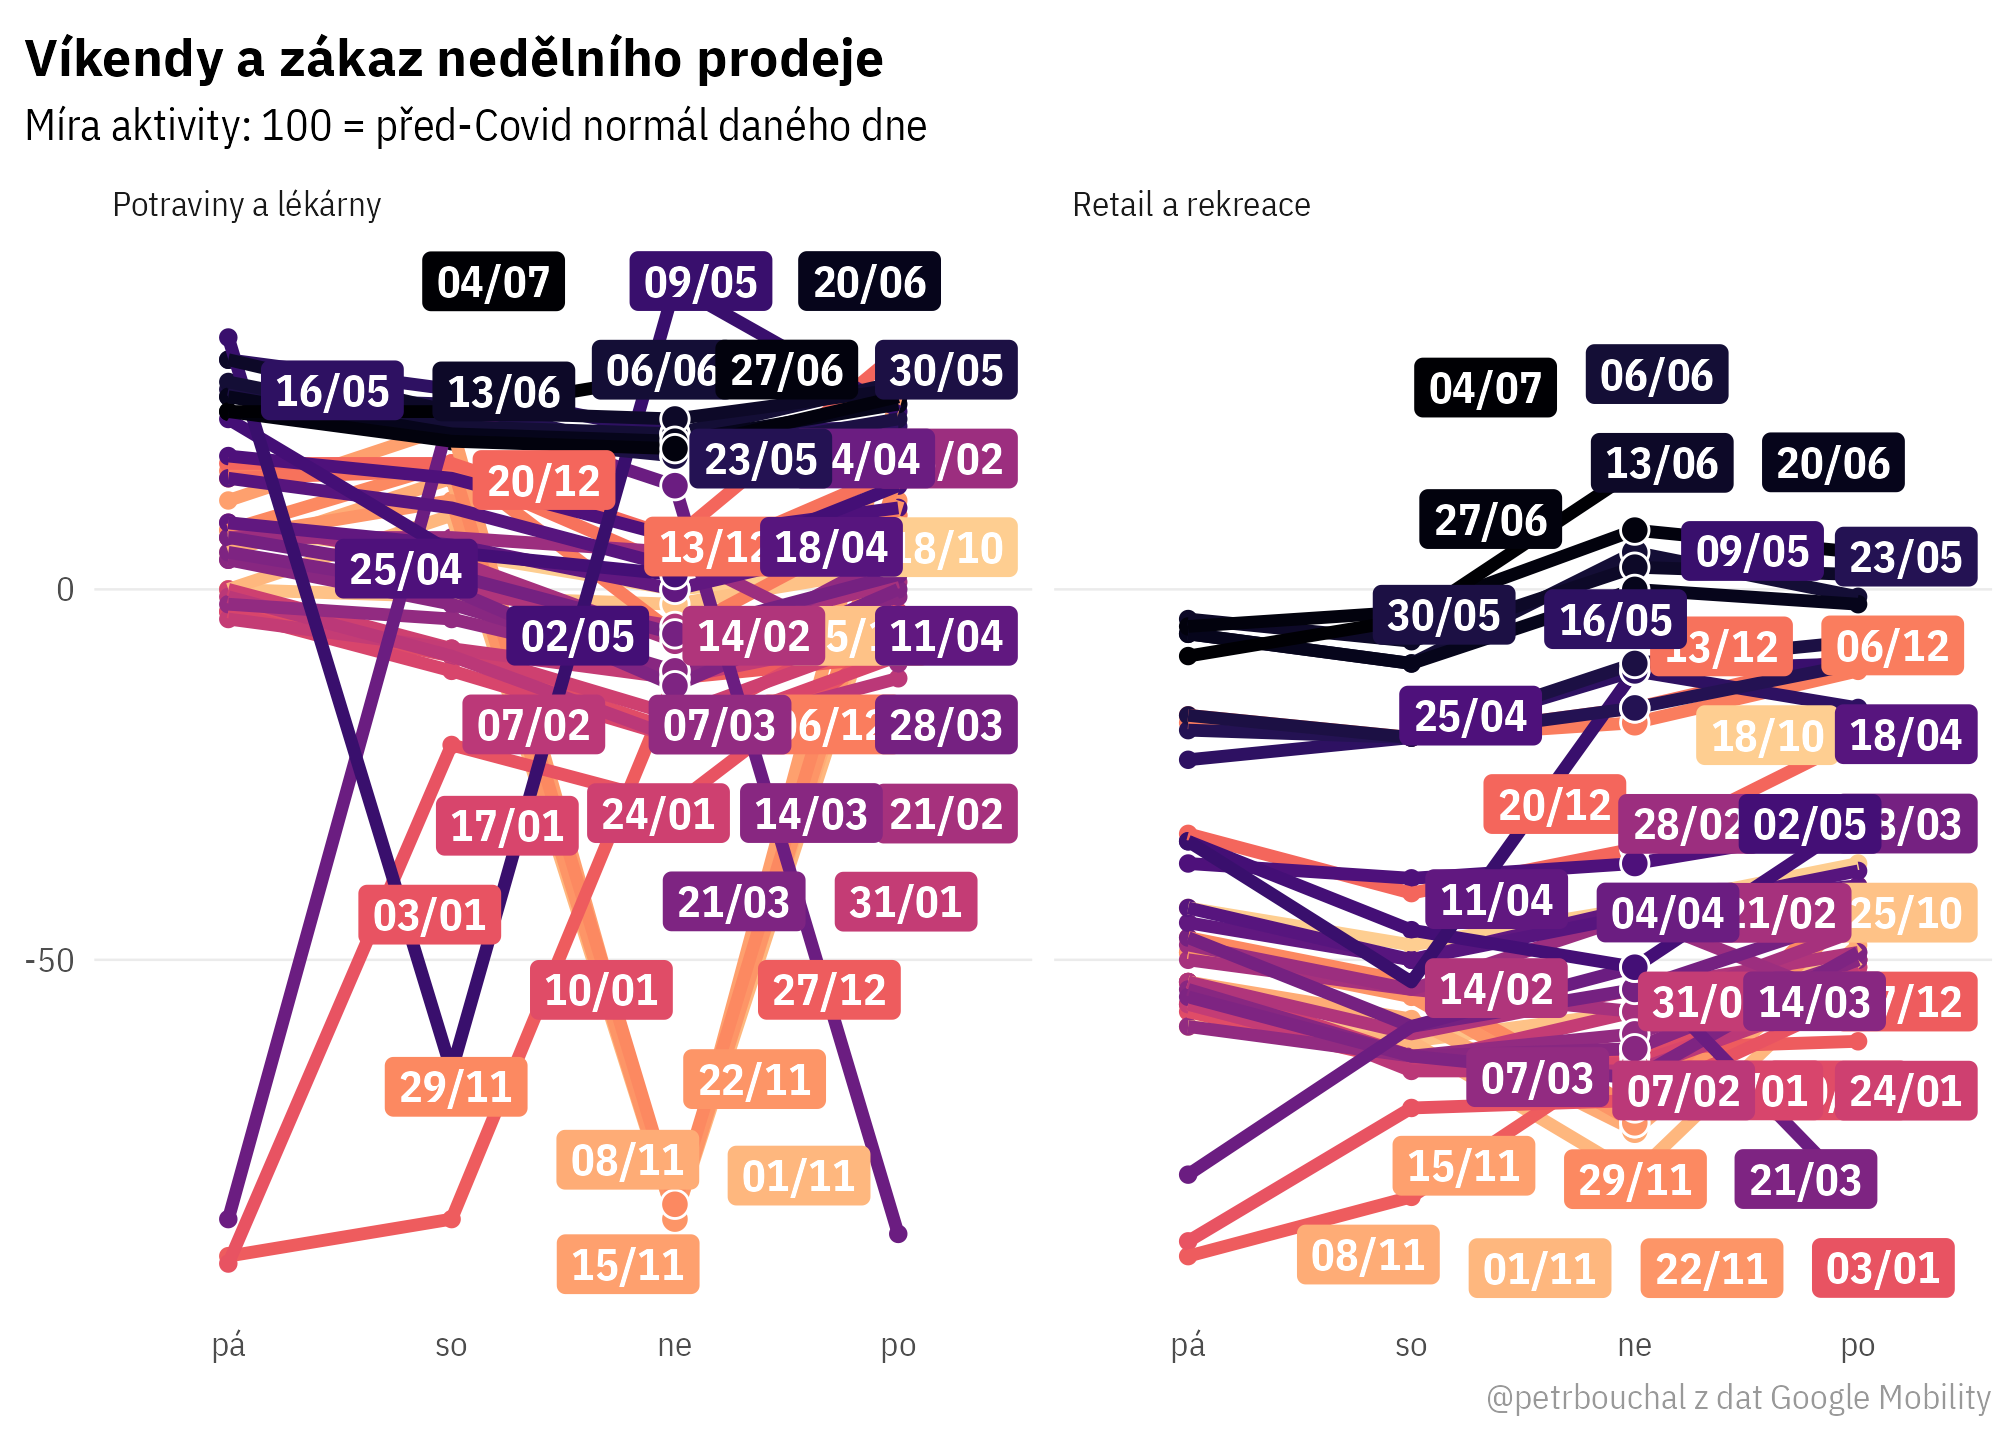 Víkendy a zákaz nedělního prodeje
Míra aktivity: 100 = před-Covid normál daného dne
Potraviny a lékárny
04/07 09/05 20/06
16/05 13/06 06/06 27/06 30/05
20/12 23/05 4/04 /02
25/04 13/12 18/04 18/10
0
02/05 14/02 5/1 11/04
07/02 07/03 06/12 28/03
17/01 24/01 14/03 21/02
03/01 21/03 31/01
-50
10/01 27/12
29/11 22/11
08/11 01/11
15/11
pá so ne po
Retail a rekreace
04/07 06/06
13/06 20/06
27/06 09/05 23/05
30/05 16/05 13/12 06/12
25/04 18/10 18/04
20/12 28/02 02/05 3/03
11/04 04/04 21/02 25/10
14/02 31/0 14/03 7/12
07/03 07/02 /01 24/01
15/11 29/11 21/03
08/11 01/11 22/11 03/01
pá so ne po
@petrbouchal z dat Google Mobility